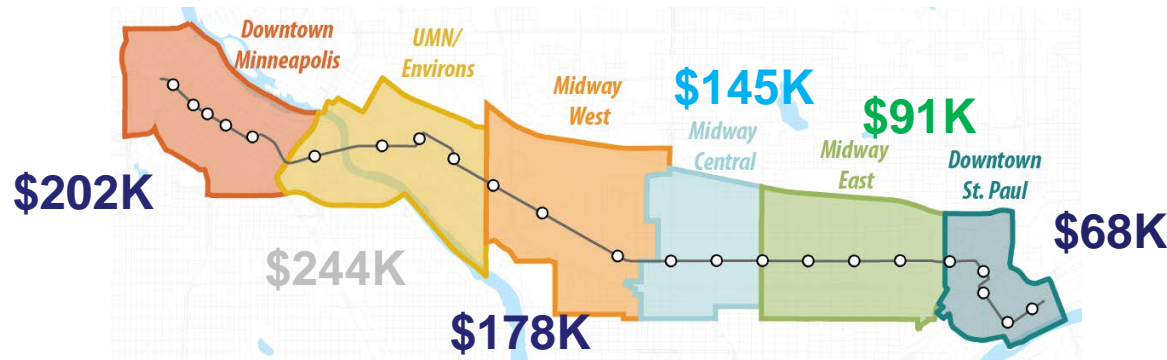 Downtown
Minneapolis
UMN/
Environs
Midway
West
$145K
Midway
Central
$91K
Midway
East
Downtown
St. Paul
$202K
$244K
$178K
$68K